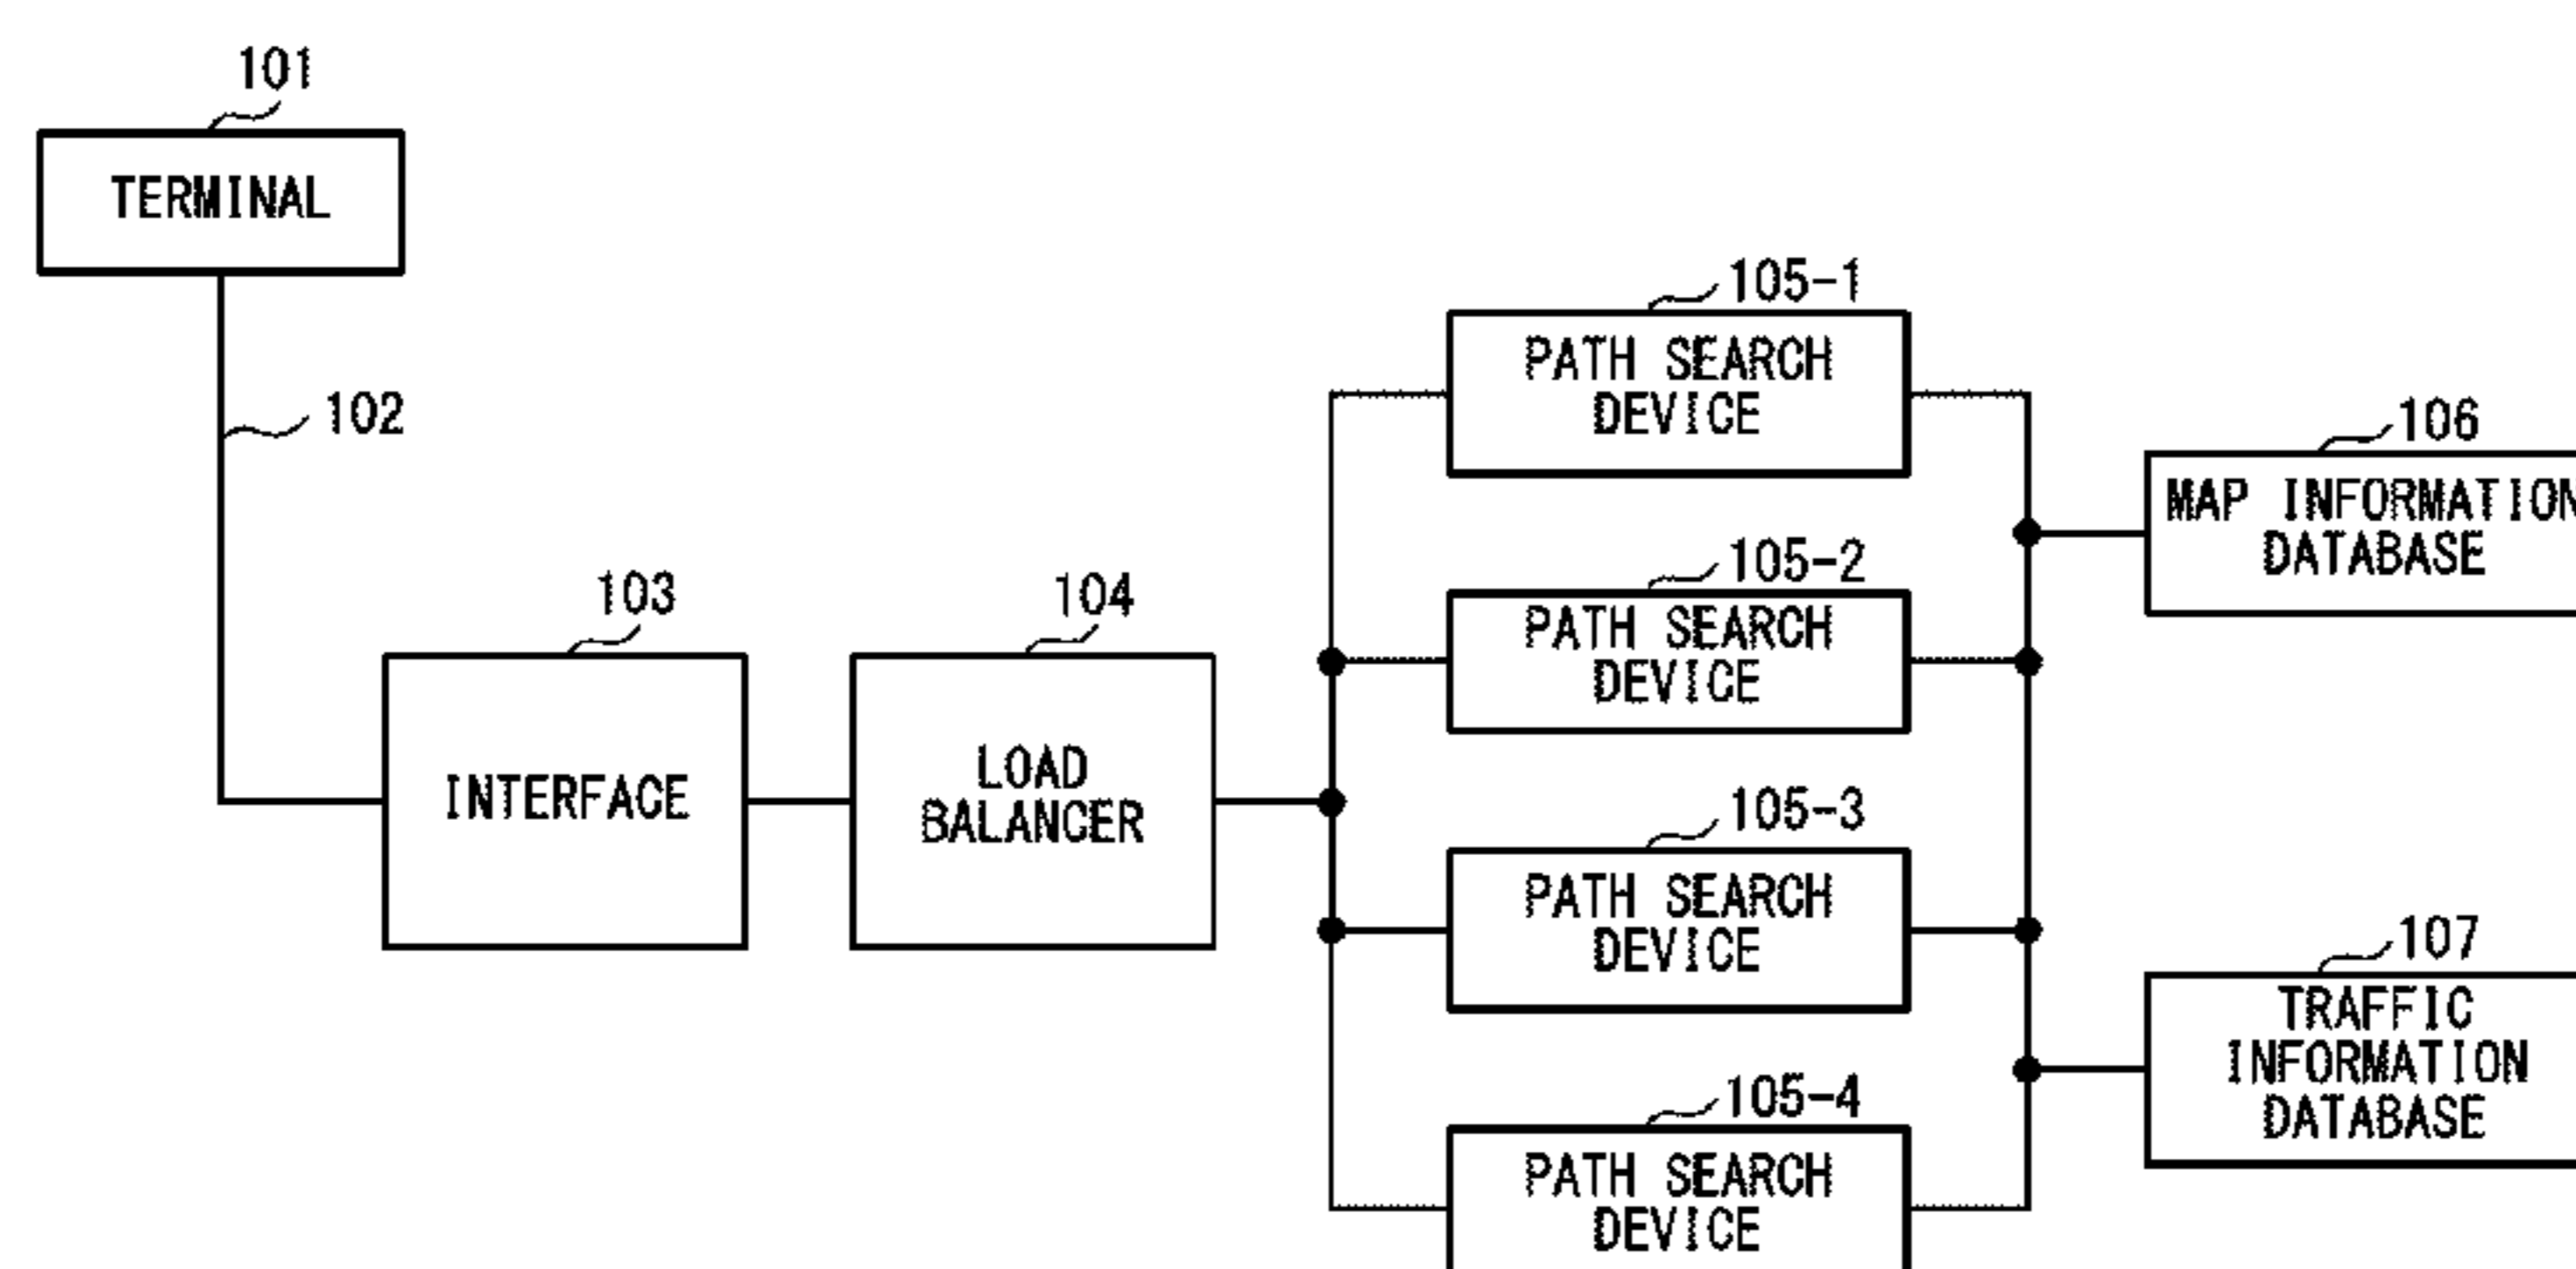 101
TERMINAL
102
103
INTERFACE
104
LOAD
BALANCER
105-1
PATH SEARCH
DEVICE
105-2
PATH SEARCH
DEVICE
105-3
PATH SEARCH
DEVICE
105-4
PATH SEARCH
DEVICE
106
MAP INFORMATION
DATABASE
107
TRAFFIC
INFORMATION
DATABASE